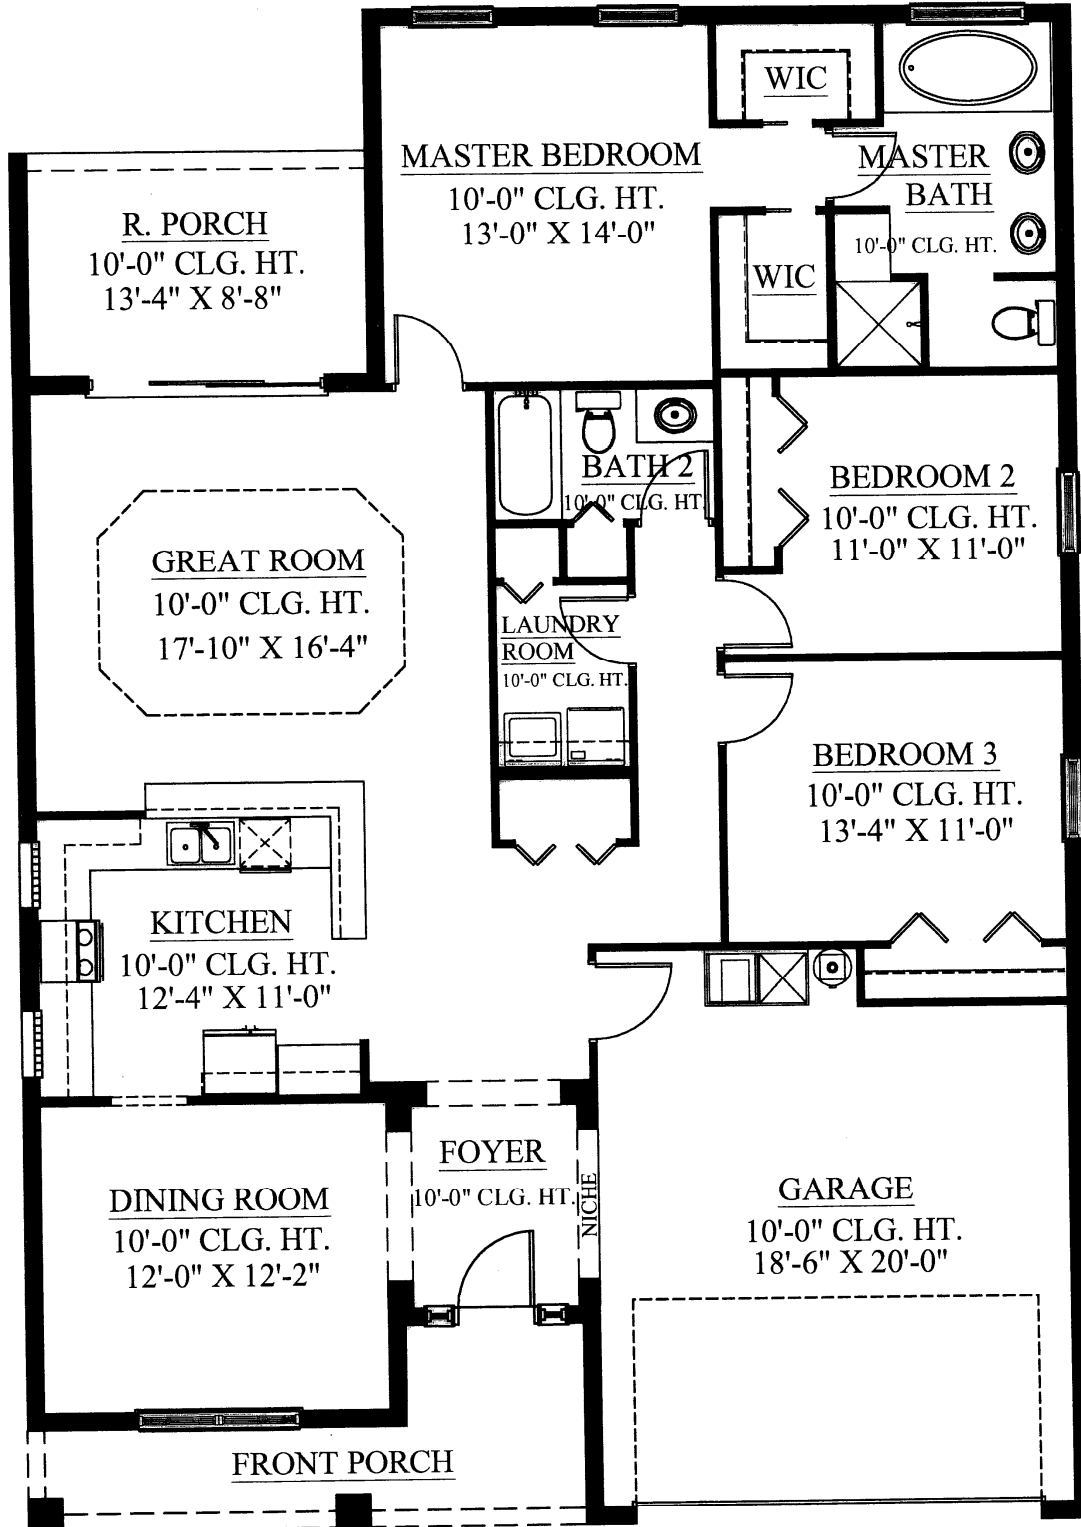 WIC
MASTER BEDROOM
10'-0" CLG. HT.
13'-0" X 14'-0"
MASTER
BATH
10'-0" CLG. HT.
R. PORCH
10'-0" CLG. HT.
13'-4" X 8'-8"
WIC
BATH 2
10'-0" CLG. HT.
BEDROOM 2
10'-0" CLG. HT.
11'-0" X 11'-0"
GREAT ROOM
10'-0" CLG. HT.
17'-10" X 16'-4"
LAUNDRY
ROOM
10'-0" CLG. HT.
BEDROOM 3
10'-0" CLG. HT.
13'-4" X 11'-0"
KITCHEN
10'-0" CLG. HT.
12'-4" X 11'-0"
FOYER
10'-0" CLG. HT.
NICHE
DINING ROOM
10'-0" CLG. HT.
12'-0" X 12'-2"
GARAGE
10'-0" CLG. HT.
18'-6" X 20'-0"
FRONT PORCH